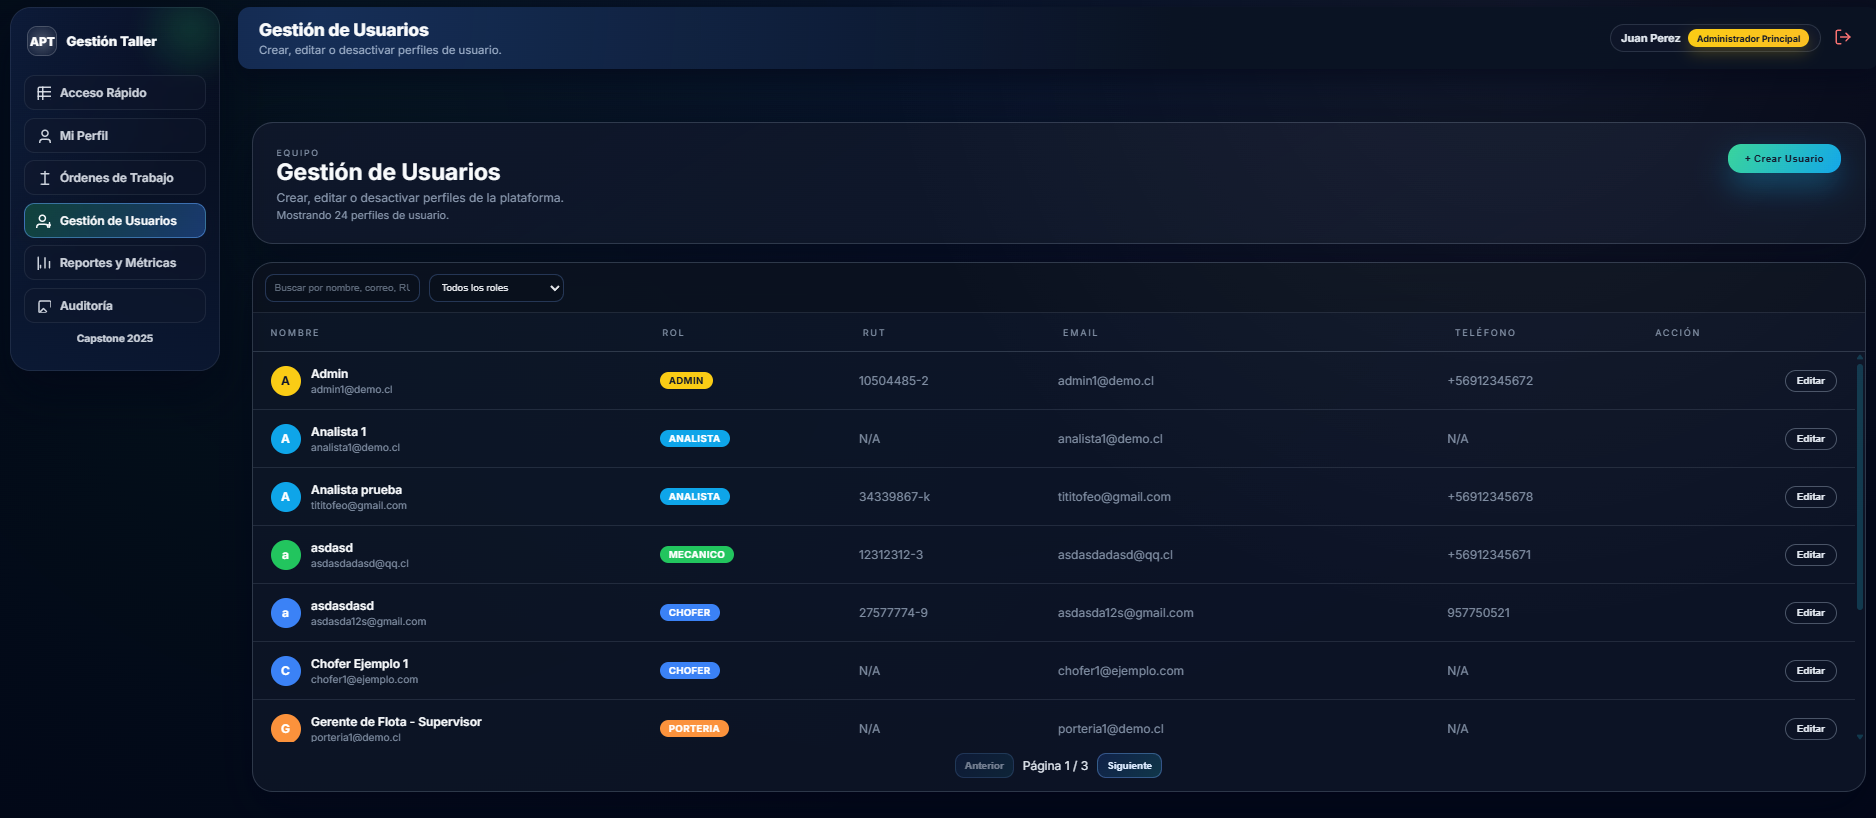 APT Gestión Taller
Acceso Rápido
Mi Perfil
Órdenes de Trabajo
Gestión de Usuarios
Reportes y Métricas
Auditoría
Capstone 2025
Gestión de Usuarios
Crear, editar o desactivar perfiles de usuario.
Juan Perez Administrador Principal
EQUIPO
Gestión de Usuarios
Crear, editar o desactivar perfiles de la plataforma.
Mostrando 24 perfiles de usuario.
+ Crear Usuario
Buscar por nombre, correo, RU Todos los roles
NOMBRE ROL RUT EMAIL TELÉFONO ACCIÓN
A Admin
admin1@demo.cl ADMIN 10504485-2 admin1@demo.cl +56912345672 Editar
A Analista 1
analista1@demo.cl ANALISTA N/A analista1@demo.cl N/A Editar
A Analista prueba
tititofeo@gmail.com ANALISTA 34339867-k tititofeo@gmail.com +56912345678 Editar
a asdasd
asdasdadasd@qq.cl MECANICO 12312312-3 asdasdadasd@qq.cl +56912345671 Editar
a asdasdasd
asdasda12s@gmail.com CHOFER 27577774-9 asdasda12s@gmail.com 957750521 Editar
C Chofer Ejemplo 1
chofer1@ejemplo.com CHOFER N/A chofer1@ejemplo.com N/A Editar
G Gerente de Flota - Supervisor
porteria1@demo.cl PORTERIA N/A porteria1@demo.cl N/A Editar
Anterior Página 1 / 3 Siguiente